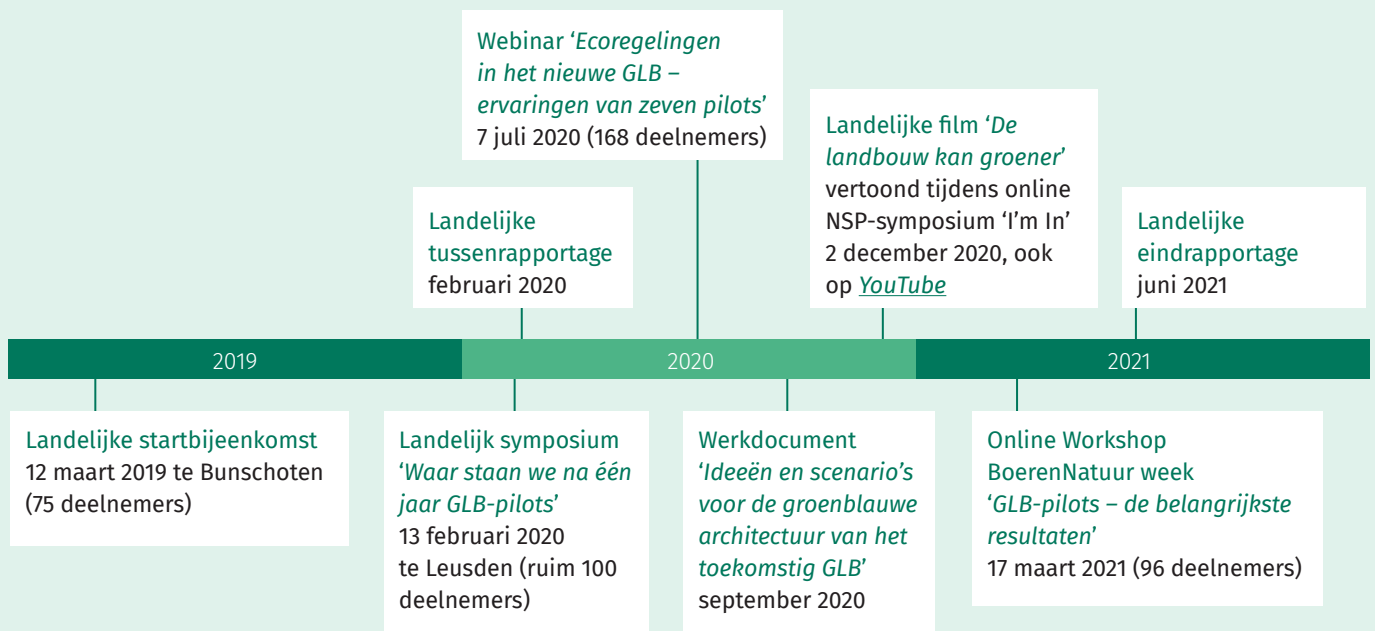 Webinar ‘Ecoregelingen
in het nieuwe GLB –
ervaringen van zeven pilots’
7 juli 2020 (168 deelnemers)
Landelijke film ‘De
landbouw kan groener’
vertoond tijdens online
NSP-symposium ‘I’m In’
2 december 2020, ook
op YouTube
Landelijke
tussenrapportage
februari 2020
Landelijke
eindrapportage
juni 2021
2019
2020
2021
Landelijke startbijeenkomst
12 maart 2019 te Bunschoten
(75 deelnemers)
Landelijk symposium
‘Waar staan we na één
jaar GLB-pilots’
13 februari 2020
te Leusden (ruim 100
deelnemers)
Werkdocument
‘Ideeën en scenario’s
voor de groenblauwe
architectuur van het
toekomstig GLB’
september 2020
Online Workshop
BoerenNatuur week
‘GLB-pilots – de belangrijkste
resultaten’
17 maart 2021 (96 deelnemers)